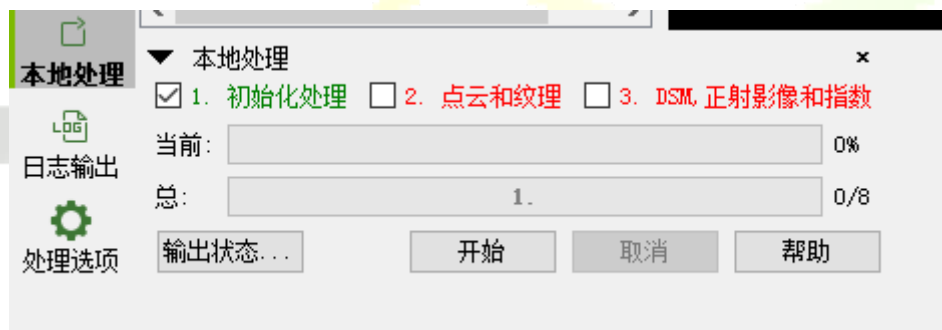 本地处理
LOG
日志输出
处理选项
本地处理
1. 初始化处理 2. 点云和纹理 3. DSM,正射影像和指数
当前: 0%
总: 1. 0/8
输出状态... 开始 取消 帮助